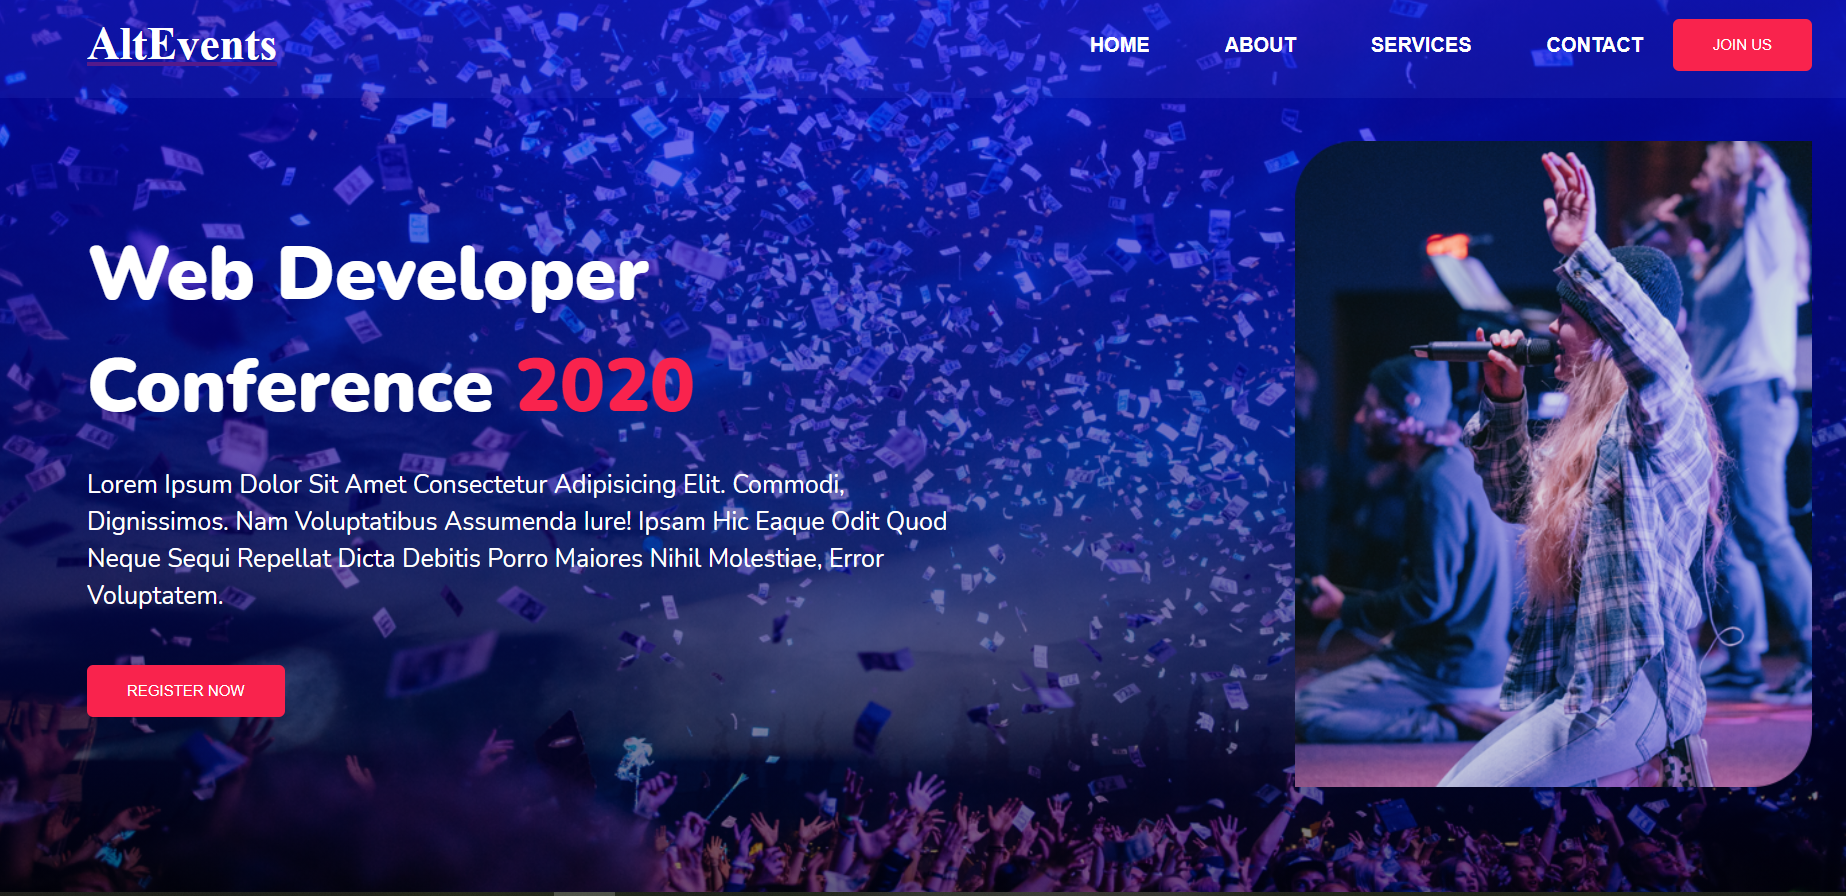 AltEvents
HOME ABOUT SERVICES CONTACT JOIN US
Web Developer
Conference 2020
Lorem Ipsum Dolor Sit Amet Consectetur Adipisicing Elit. Commodi,
Dignissimos. Nam Voluptatibus Assumenda Iure! Ipsam Hic Eaque Odit Quod
Neque Sequi Repellat Dicta Debitis Porro Maiores Nihil Molestiae, Error
Voluptatem.
REGISTER NOW